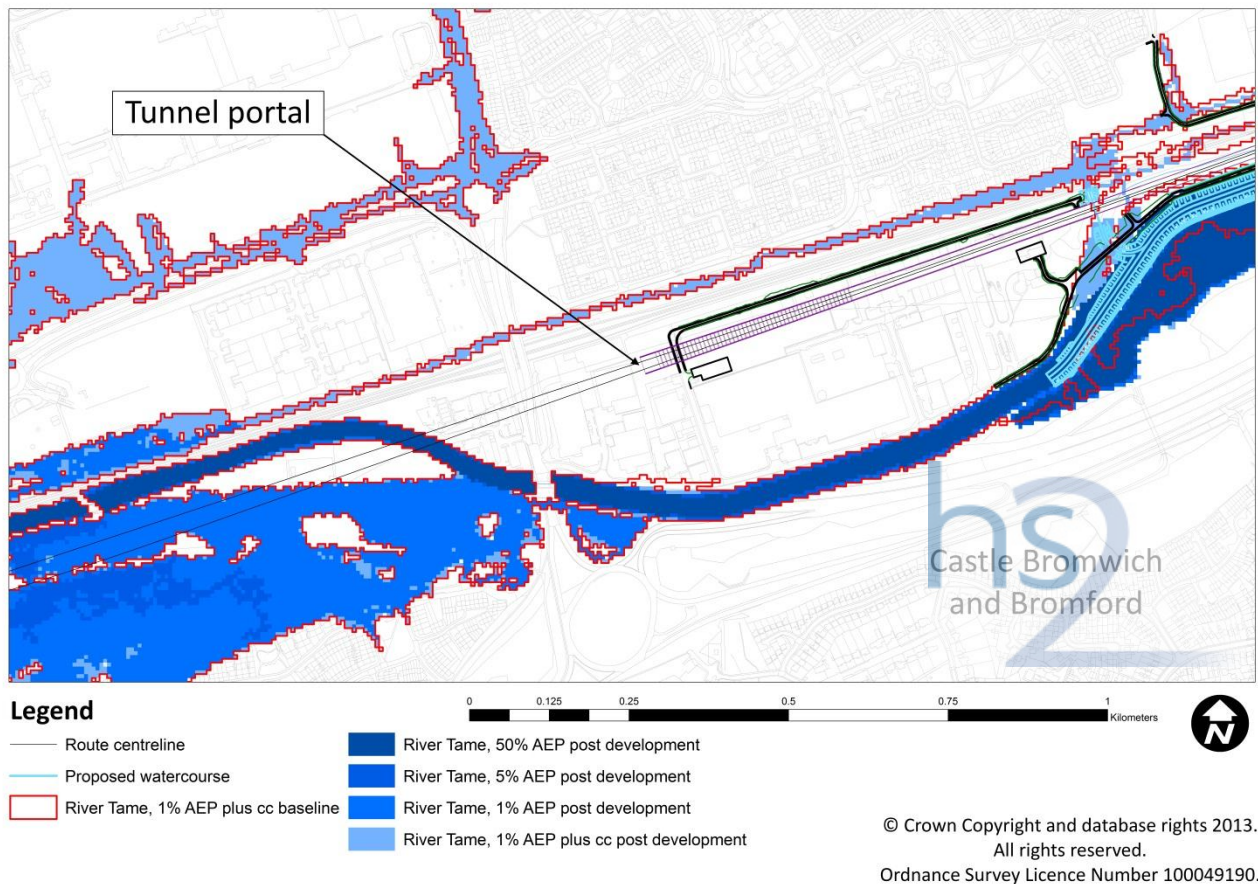 Tunnel portal
hs2
Castle Bromwich
and Bromford
Legend
Route centreline
Proposed watercourse
River Tame, 1% AEP plus cc baseline
River Tame, 50% AEP post development
River Tame, 5% AEP post development
River Tame, 1% AEP post development
River Tame, 1% AEP plus cc post development
0 0.125 0.25 0.5 0.75 1
Kilometers
N
© Crown Copyright and database rights 2013.
All rights reserved.
Ordnance Survey Licence Number 100049190.